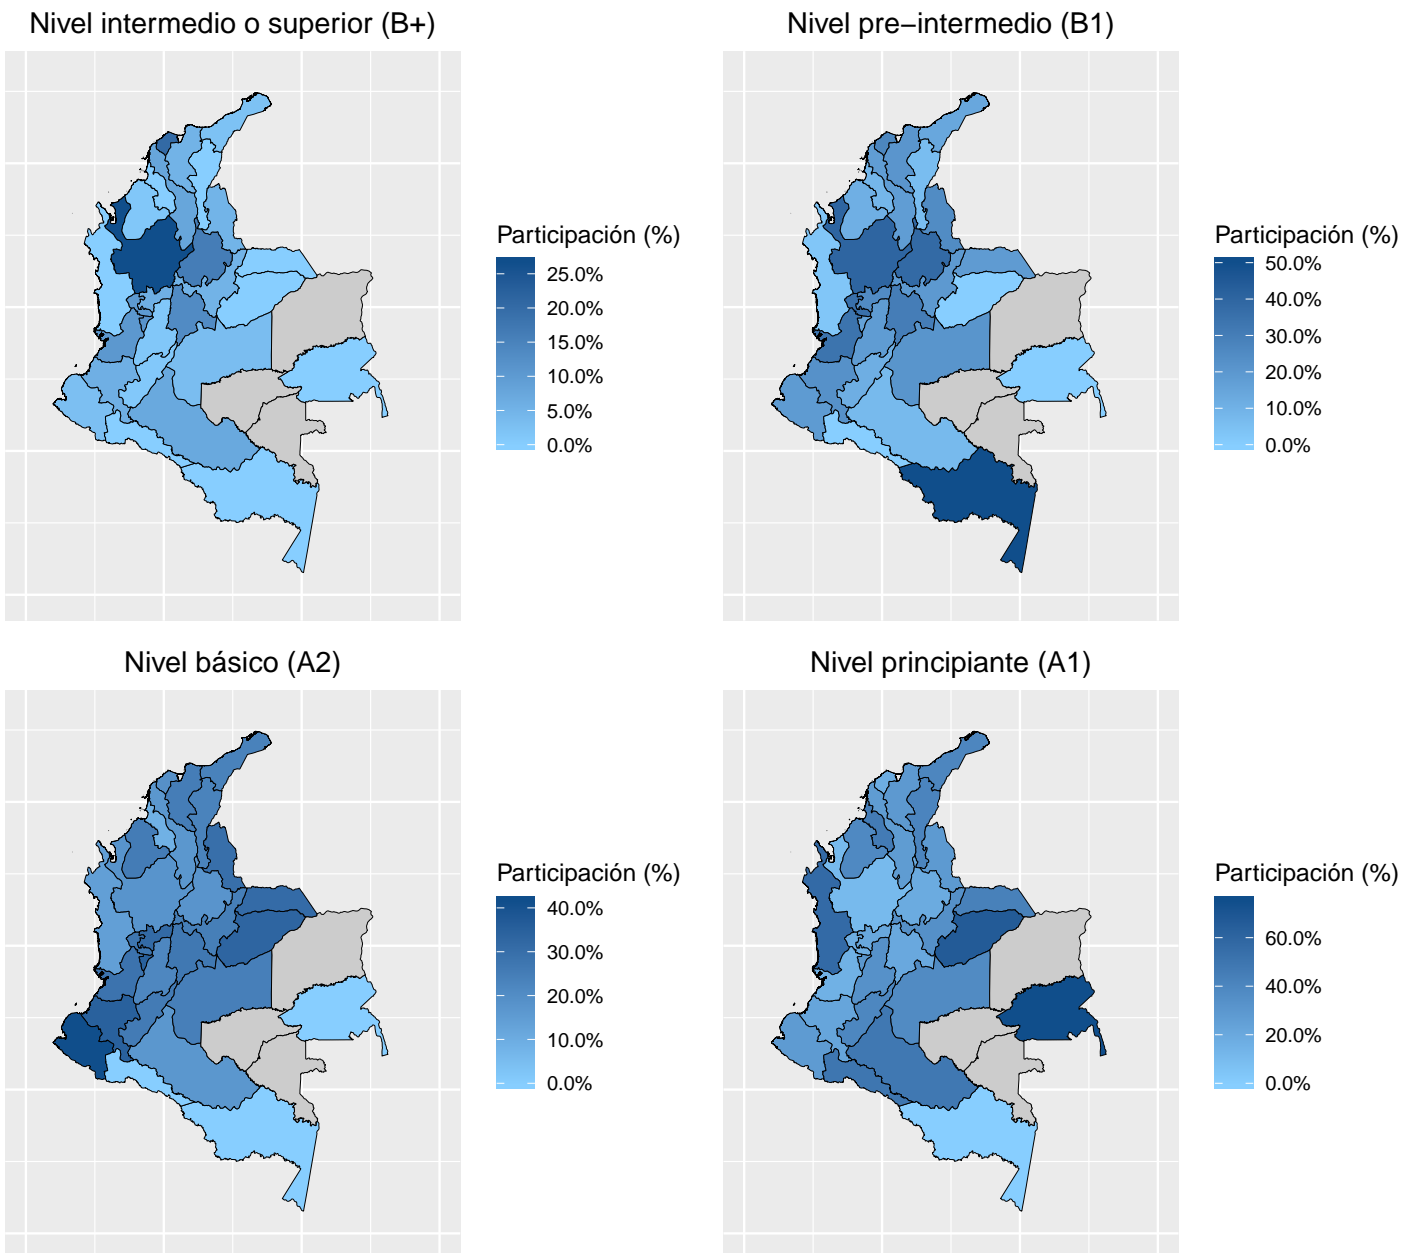 Nivel intermedio o superior (B+)
Participación (%)
25.0%
20.0%
15.0%
10.0%
5.0%
0.0%
Nivel pre−intermedio (B1)
Participación (%)
50.0%
40.0%
30.0%
20.0%
10.0%
0.0%
Nivel básico (A2)
Participación (%)
40.0%
30.0%
20.0%
10.0%
0.0%
Nivel principiante (A1)
Participación (%)
60.0%
40.0%
20.0%
0.0%